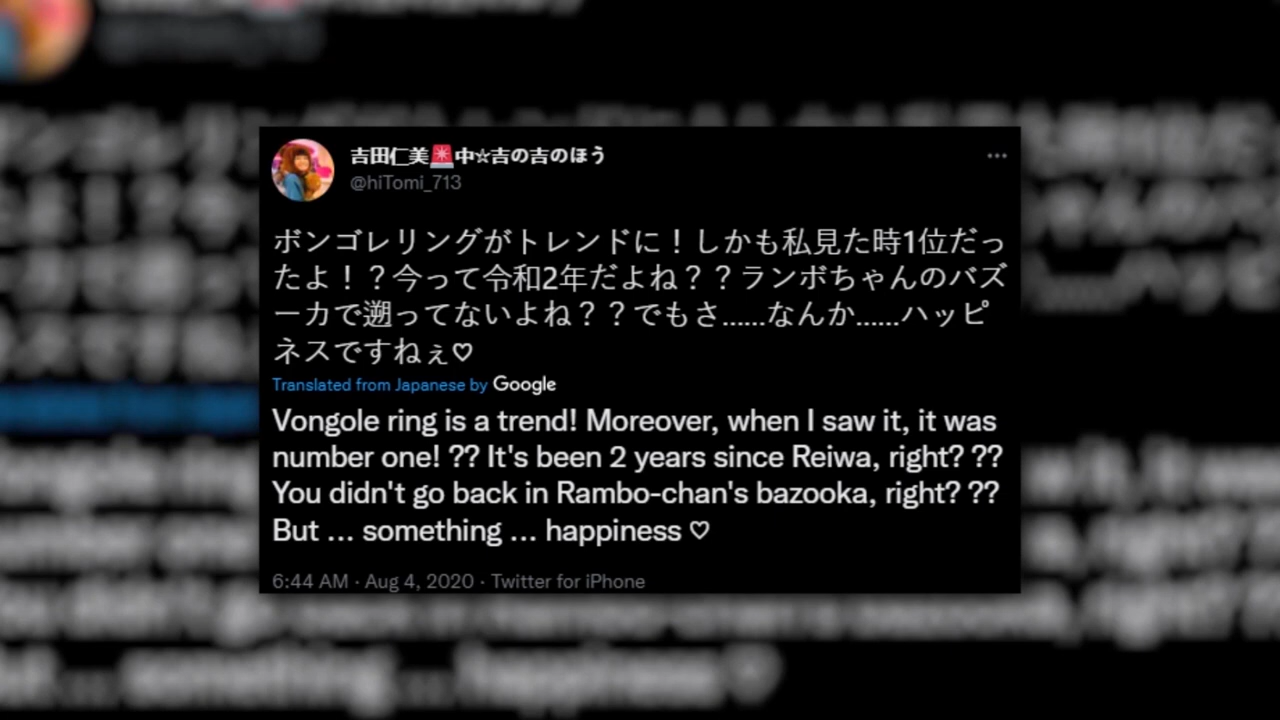 吉田仁美🚨中☆吉の吉のほう
@hiTomi_713
ボンゴレリングがトレンドに！しかも私見た時1位だっ
たよ！？今って令和2年だよね？？ランボちゃんのバズ
ーカで遡ってないよね？？でもさ......なんか......ハッピ
ネスですねぇ♡
Translated from Japanese by Google
Vongole ring is a trend! Moreover, when I saw it, it was
number one! ?? It's been 2 years since Reiwa, right? ??
You didn't go back in Rambo-chan's bazooka, right? ??
But ... something ... happiness ♡
6:44 AM · Aug 4, 2020 · Twitter for iPhone